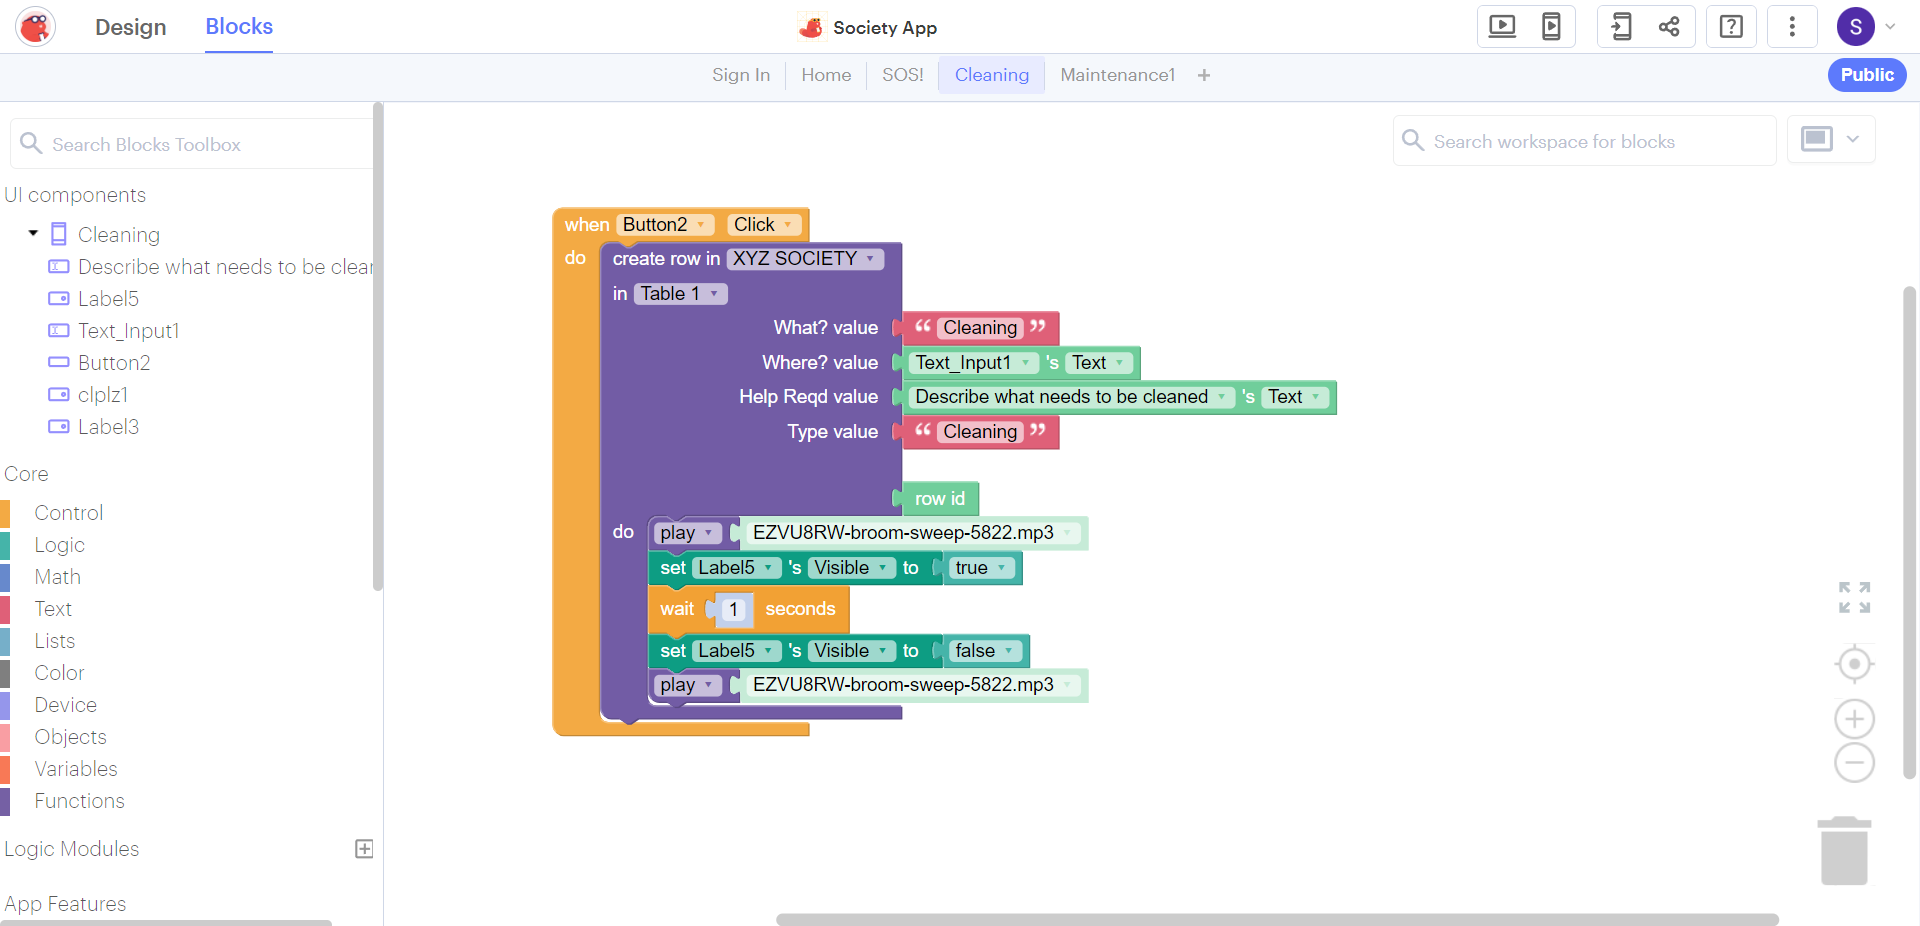 Design Blocks Society App S
Sign In Home SOS! Cleaning Maintenance1 + Public
Search Blocks Toolbox
Search workspace for blocks
UI components
Cleaning
Describe what needs to be clear
Label5
Text_Input1
Button2
clplz1
Label3
Core
Control
Logic
Math
Text
Lists
Color
Device
Objects
Variables
Functions
Logic Modules
App Features
when Button2 Click
do create row in XYZ SOCIETY
in Table 1
What? value “ Cleaning ”
Where? value Text_Input1 's Text
Help Reqd value Describe what needs to be cleaned 's Text
Type value “ Cleaning ”
row id
do play EZVU8RW-broom-sweep-5822.mp3
set Label5 's Visible to true
wait 1 seconds
set Label5 's Visible to false
play EZVU8RW-broom-sweep-5822.mp3